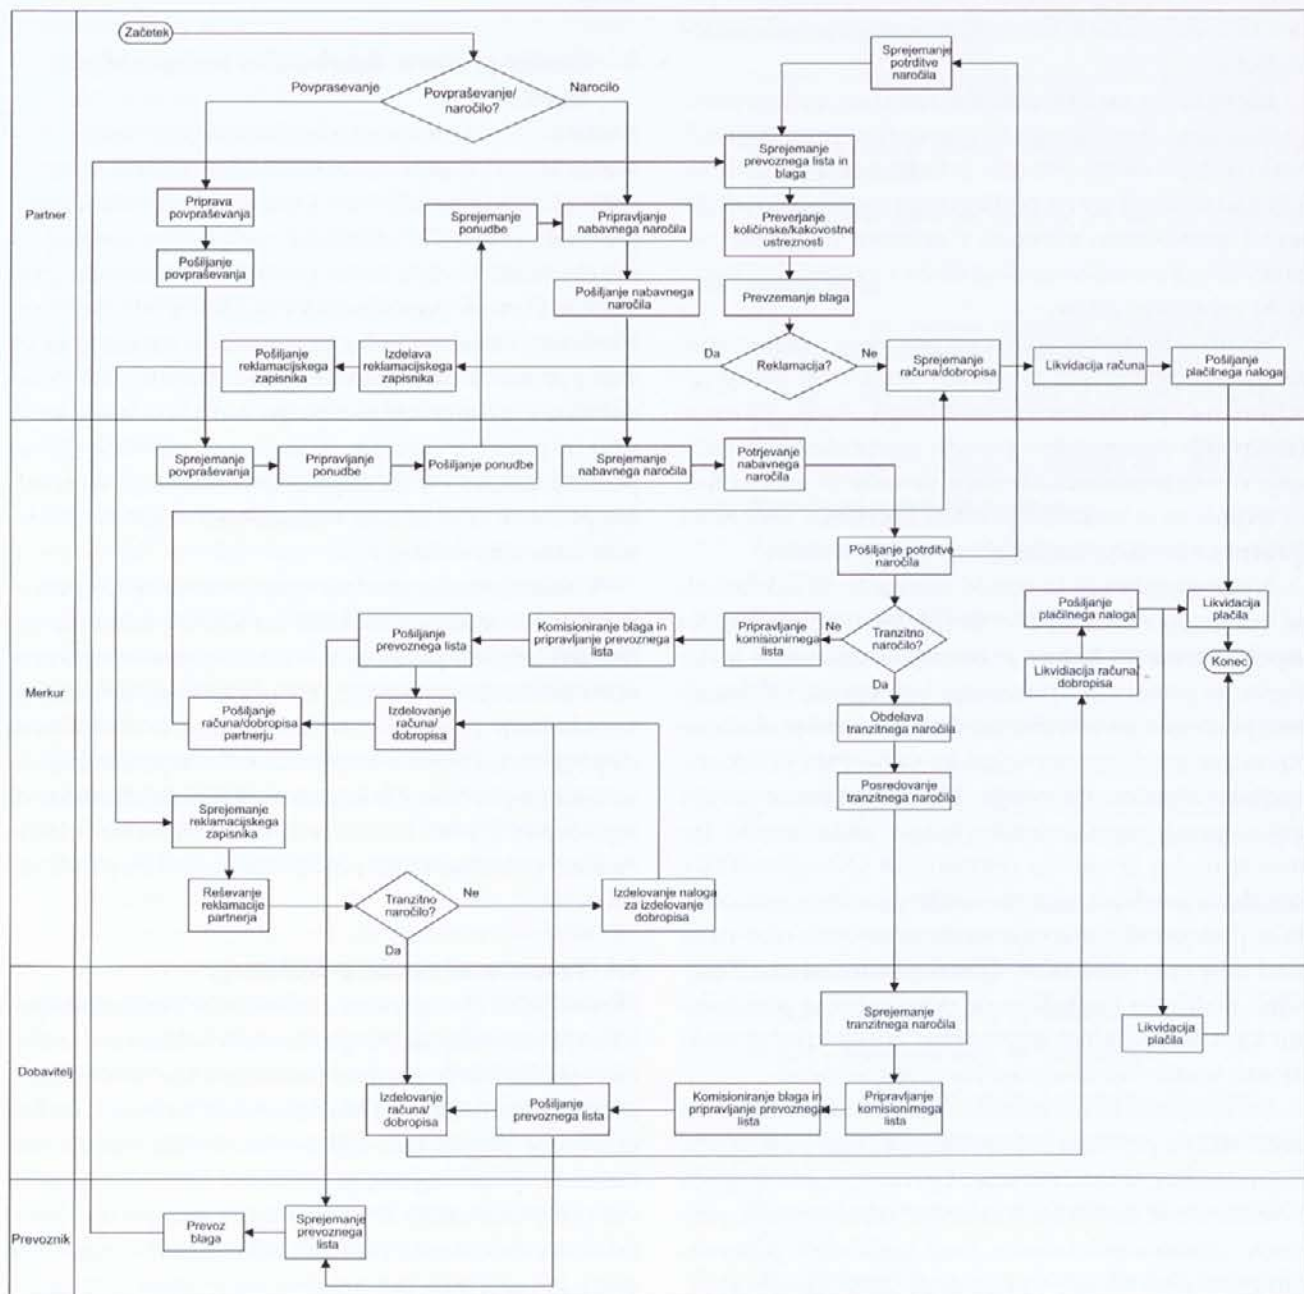 Začetek
Povpraševanje/
naročilo?
Povprasevanje
Narocilo
Sprejemanje
potrditve
naročila
Sprejemanje
prevoznega lista in
blaga
Partner
Priprava
povpraševanja
Sprejemanje
ponudbe
Pripravljanje
nabavnega naročila
Preverjanje
količinske/kakovostne
ustreznosti
Pošiljanje
povpraševanja
Pošiljanje nabavnega
naročila
Prevzemanje blaga
Pošiljanje
reklamacijskega
zapisnika
Izdelava
reklamacijskega
zapisnika
Da
Reklamacija?
Ne
Sprejemanje
računa/dobropisa
Likvidacija računa
Pošiljanje
plačilnega naloga
Sprejemanje
povpraševanja
Pripravljanje
ponudbe
Pošiljanje ponudbe
Sprejemanje
nabavnega naročila
Potrjevanje
nabavnega
naročila
Pošiljanje potrditve
naročila
Merkur
Pošiljanje
prevoznega lista
Komisioniranje blaga in
pripravljanje prevoznega
lista
Pripravljanje
komisionirnega
lista
Ne
Tranzitno
naročilo?
Da
Pošiljanje
plačilnega naloga
Likvidacija
plačila
Konec
Likvidiacija računa/
dobropisa
Pošiljanje
računa/dobropisa
partnerju
Izdelovanje
računa/
dobropisa
Obdelava
tranzitnega naročila
Posredovanje
tranzitnega naročila
Sprejemanje
reklamacijskega
zapisnika
Reševanje
reklamacije
partnerja
Tranzitno
naročilo?
Ne
Da
Izdelovanje naloga
za izdelovanje
dobropisa
Dobavitelj
Sprejemanje
tranzitnega naročila
Likvidacija
plačila
Izdelovanje
računa/
dobropisa
Pošiljanje
prevoznega lista
Komisioniranje blaga in
pripravljanje prevoznega
lista
Pripravljanje
komisionirnega
lista
Prevoznik
Prevoz
blaga
Sprejemanje
prevoznega
lista